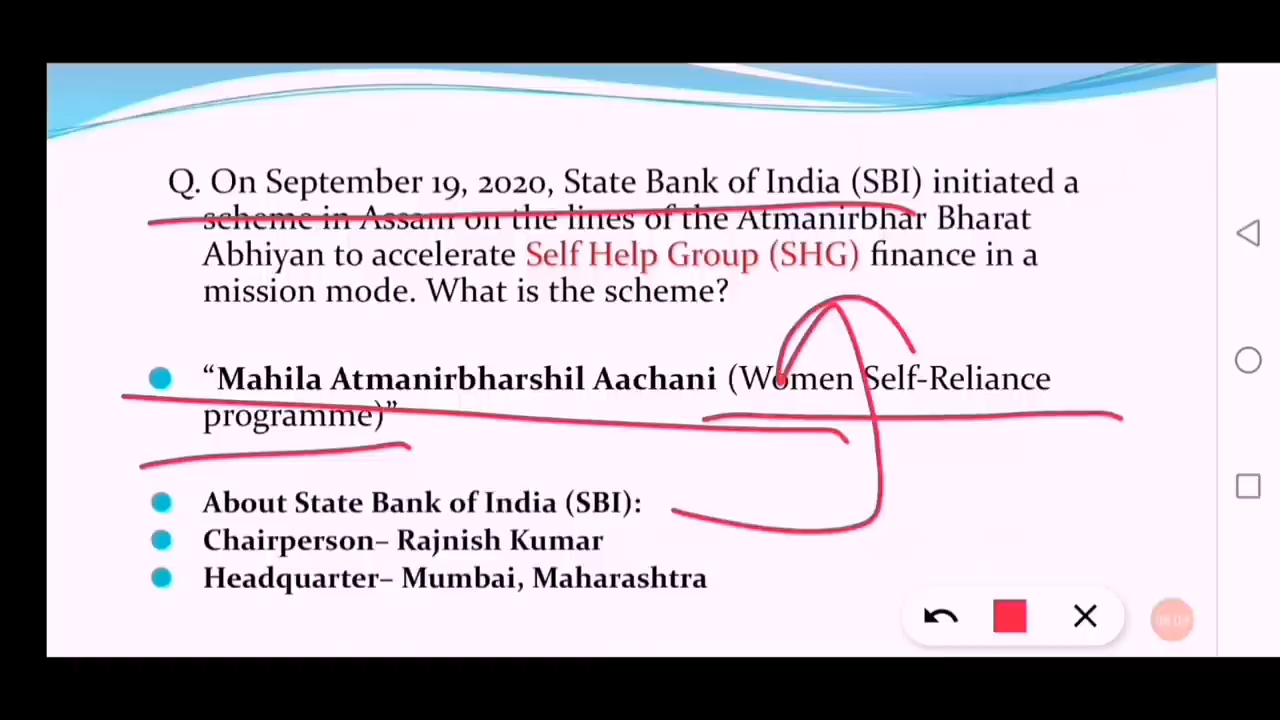 Q. On September 19, 2020, State Bank of India (SBI) initiated a
scheme in Assam on the lines of the Atmanirbhar Bharat
Abhiyan to accelerate Self Help Group (SHG) finance in a
mission mode. What is the scheme?
“Mahila Atmanirbharshil Aachani (Women Self-Reliance
programme)”
About State Bank of India (SBI):
Chairperson– Rajnish Kumar
Headquarter– Mumbai, Maharashtra